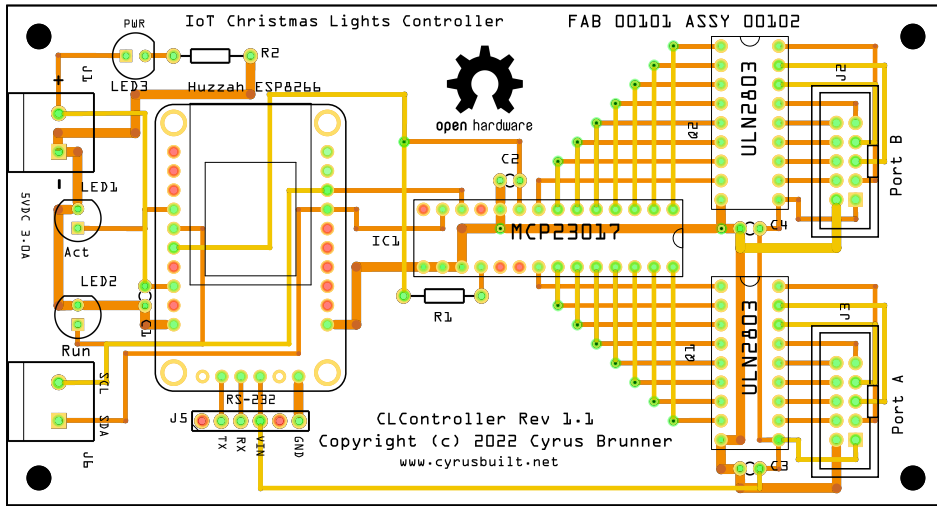 IoT Christmas Lights Controller
FAB 00101 ASSY 00102
PWR
R2
J1
+
LED3
Huzzah ESP8266
open hardware
Q2
ULN2803
J2
Port B
C2
-
5VDC 3.0A
LED1
Act
IC1
MCP23017
C4
LED2
Run
C1
R1
Q1
ULN2803
J3
Port A
SCL
SDA
J6
RS-232
J5
TX
RX
VIN
GND
CLController Rev 1.1
Copyright (c) 2022 Cyrus Brunner
www.cyrusbuilt.net
C3